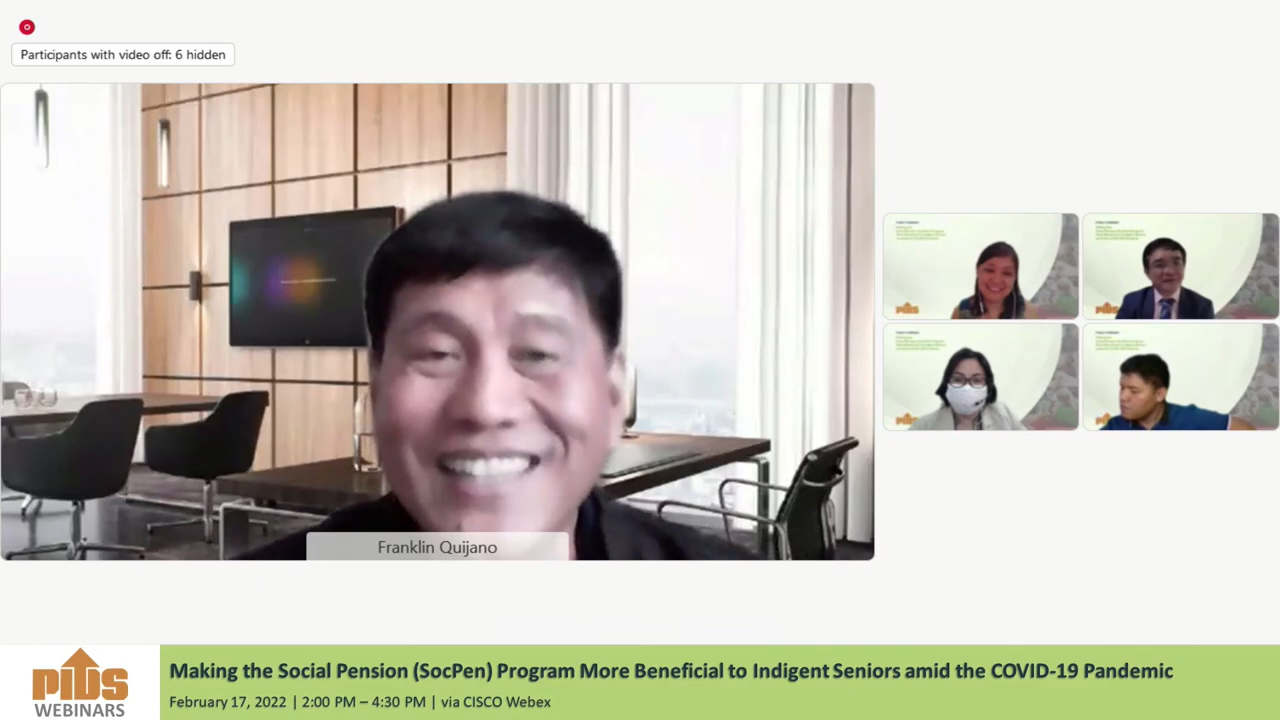 Participants with video off: 6 hidden
Franklin Quijano
PIDS
WEBINARS
Making the Social Pension (SocPen) Program More Beneficial to Indigent Seniors amid the COVID-19 Pandemic
February 17, 2022 | 2:00 PM – 4:30 PM | via CISCO Webex